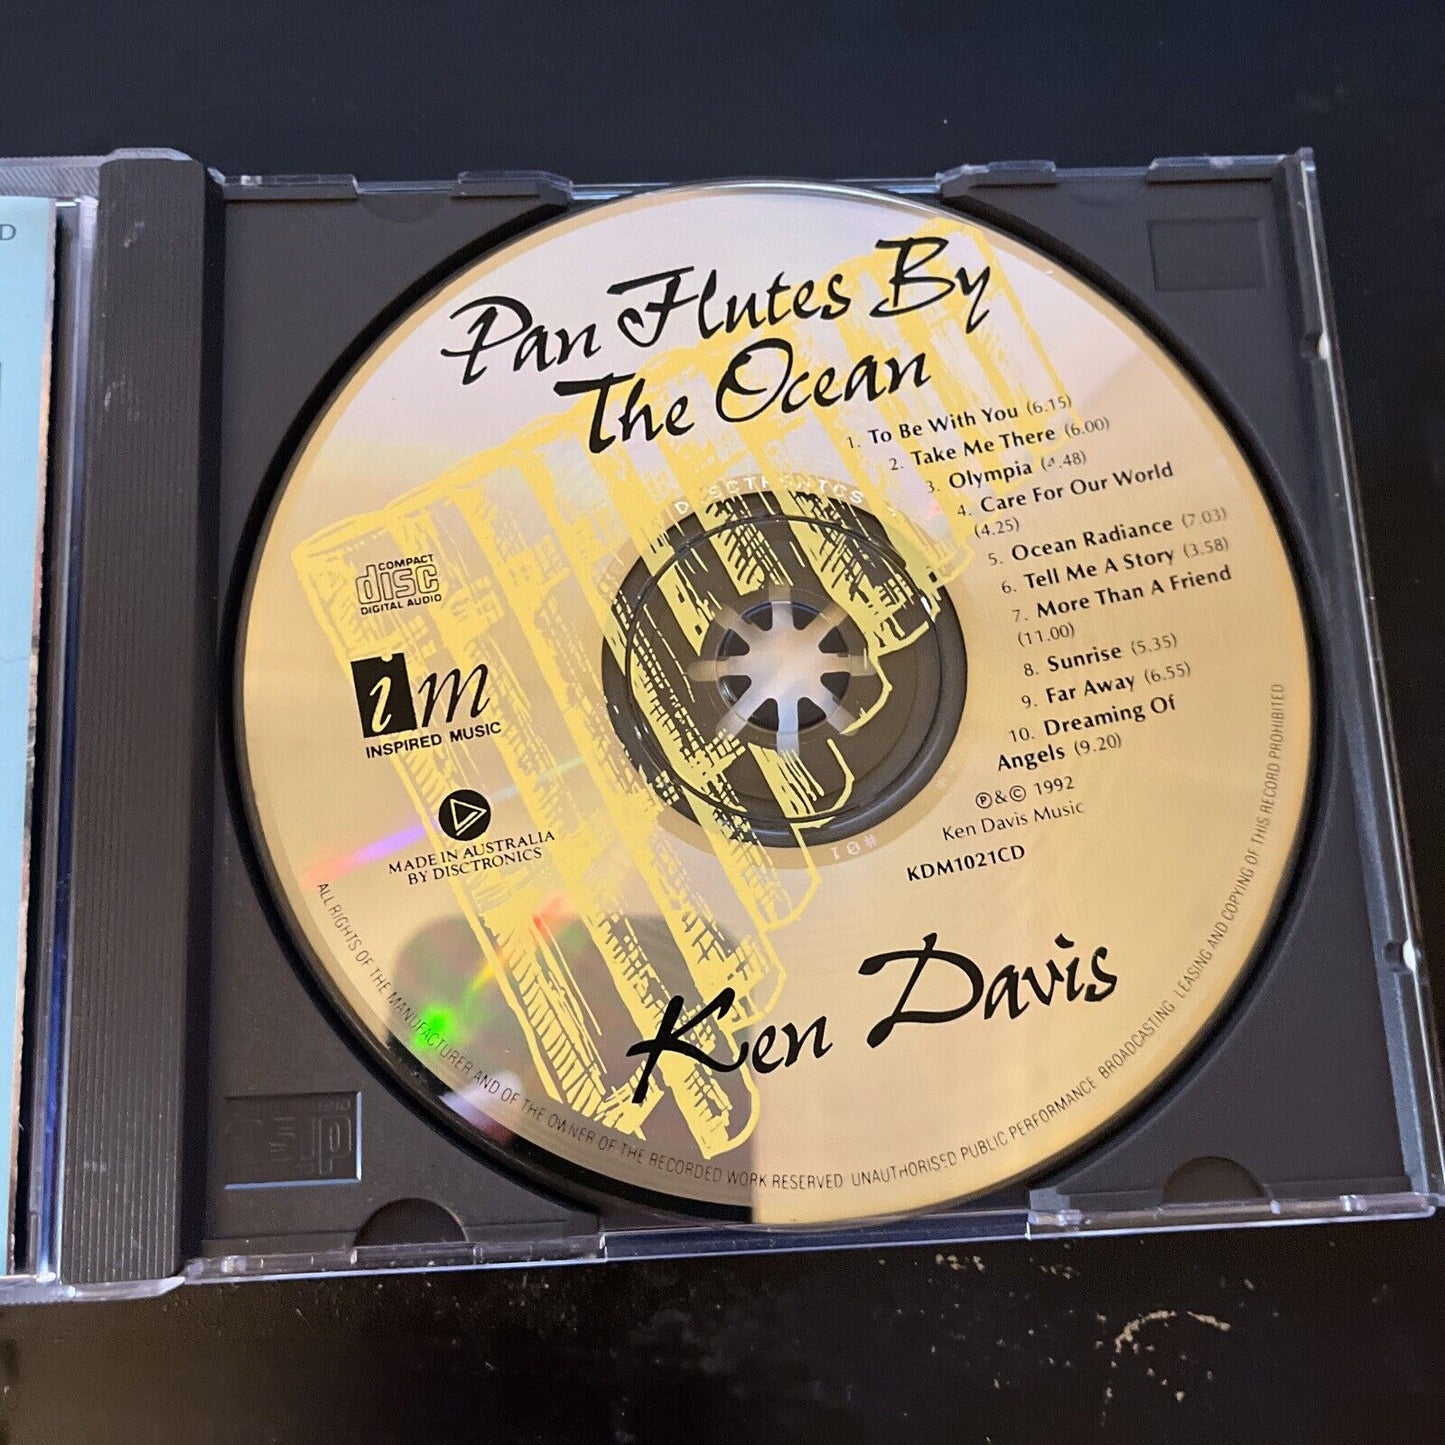 D
Pan Flutes By
The Ocean
1. To Be With You (6.15)
2. Take Me There (6.00)
3. Olympia (4.48)
4. Care For Our World
(4.25)
5. Ocean Radiance (7.03)
6. Tell Me A Story (3.58)
7. More Than A Friend
(11.00)
8. Sunrise (5.35)
9. Far Away (6.55)
10. Dreaming Of
Angels (9.20)
℗&© 1992
Ken Davis Music
KDM1021CD
DISCTRONICS
#01
COMPACT
disc
DIGITAL AUDIO
im
INSPIRED MUSIC
MADE IN AUSTRALIA
BY DISCTRONICS
Ken Davis
ALL RIGHTS OF THE MANUFACTURER AND OF THE OWNER OF THE RECORDED WORK RESERVED UNAUTHORISED PUBLIC PERFORMANCE BROADCASTING LEASING AND COPYING OF THIS RECORD PROHIBITED